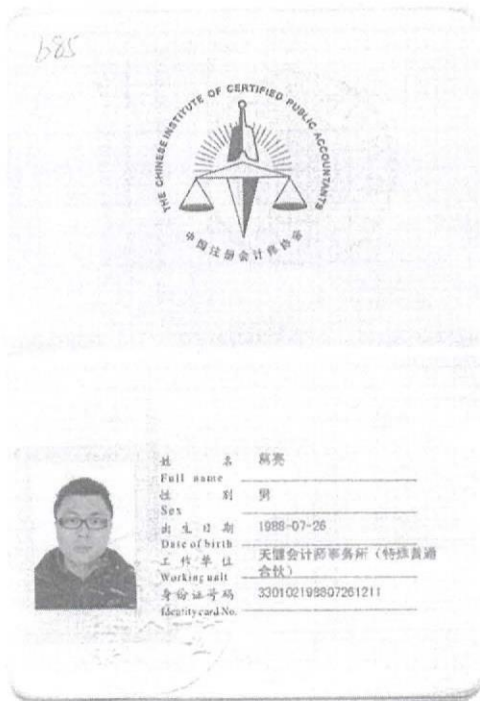 685
THE CHINESE INSTITUTE OF CERTIFIED PUBLIC ACCOUNTANTS
中国注册会计师协会
姓 名
Full name
性 别 男
Sex
出 生 日 期 1988-07-26
Date of birth
工 作 单 位 天健会计师事务所（特殊普通
Working unit 合伙）
身 份 证 号 码 330102198807261211
Identity card No.